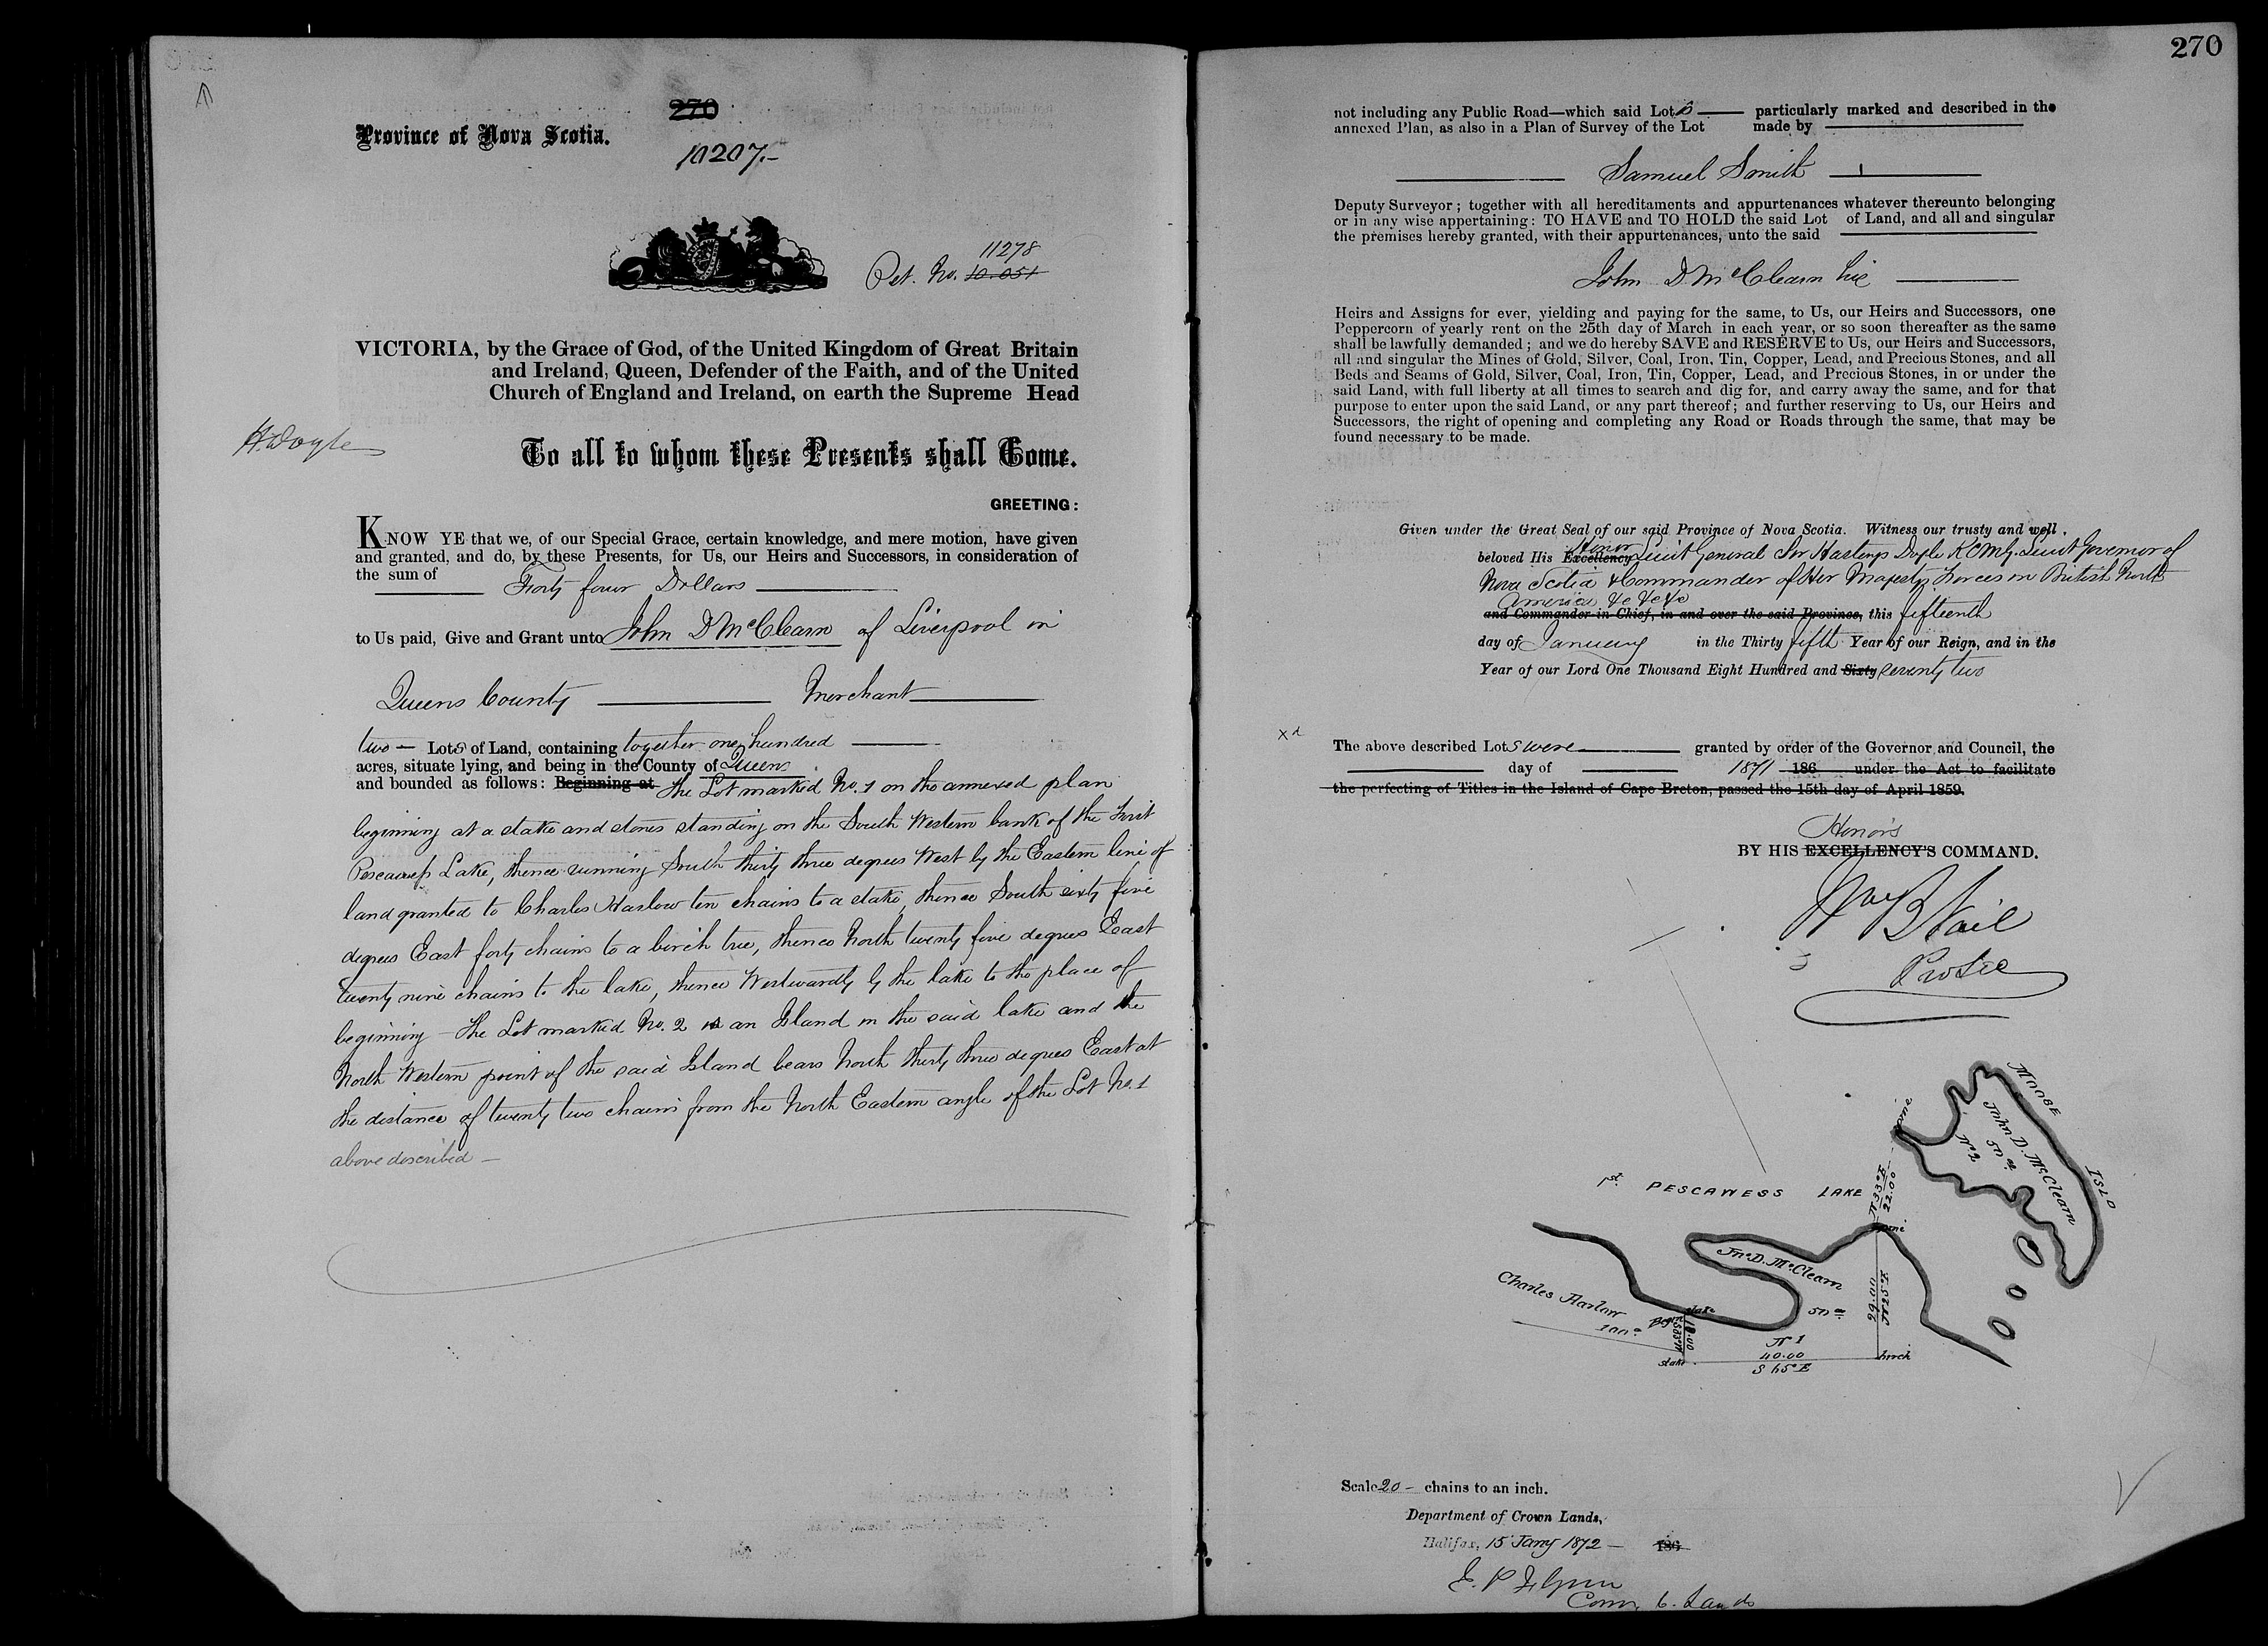 270
Province of Nova Scotia.
10207.-
11278
Pet. No. 10.051
VICTORIA, by the Grace of God, of the United Kingdom of Great Britain
and Ireland, Queen, Defender of the Faith, and of the United
Church of England and Ireland, on earth the Supreme Head
H. Doyle
To all to whom these Presents shall Come.
GREETING:
KNOW YE that we, of our Special Grace, certain knowledge, and mere motion, have given
and granted, and do, by these Presents, for Us, our Heirs and Successors, in consideration of
the sum of
Forty four Dollars
to Us paid, Give and Grant unto John D McClearn of Liverpool in
Queens County Merchant
two — Lots of Land, containing together one hundred
acres, situate lying, and being in the County of Queens
and bounded as follows: Beginning at The Lot marked No. 1 on the annexed plan
beginning at a stake and stones standing on the South Western bank of the First
Pescawess Lake, thence running South thirty three degrees West by the Eastern line of
land granted to Charles Harlow ten chains to a stake, thence South sixty five
degrees East forty chains to a birch tree, thence North twenty five degrees East
twenty nine chains to the lake, thence Westwardly by the lake to the place of
beginning — The Lot marked No. 2 is an Island in the said lake and the
North Western point of the said Island bears North thirty three degrees East at
the distance of twenty two chains from the North Eastern angle of the Lot No. 1
above described —
270
not including any Public Road—which said Lots particularly marked and described in the
annexed Plan, as also in a Plan of Survey of the Lot made by
Samuel Smith
Deputy Surveyor; together with all hereditaments and appurtenances whatever thereunto belonging
or in any wise appertaining: TO HAVE and TO HOLD the said Lot of Land, and all and singular
the premises hereby granted, with their appurtenances, unto the said
John D. McClearn his
Heirs and Assigns for ever, yielding and paying for the same, to Us, our Heirs and Successors, one
Peppercorn of yearly rent on the 25th day of March in each year, or so soon thereafter as the same
shall be lawfully demanded; and we do hereby SAVE and RESERVE to Us, our Heirs and Successors,
all and singular the Mines of Gold, Silver, Coal, Iron, Tin, Copper, Lead, and Precious Stones, and all
Beds and Seams of Gold, Silver, Coal, Iron, Tin, Copper, Lead, and Precious Stones, in or under the
said Land, with full liberty at all times to search and dig for, and carry away the same, and for that
purpose to enter upon the said Land, or any part thereof; and further reserving to Us, our Heirs and
Successors, the right of opening and completing any Road or Roads through the same, that may be
found necessary to be made.
Given under the Great Seal of our said Province of Nova Scotia. Witness our trusty and well
Honor
beloved His Excellency Lieut General Sir Hastings Doyle KCMG. Lieut Governor of
Nova Scotia & Commander of Her Majestys Forces in British North
America &c &c &c
and Commander in Chief, in and over the said Province, this fifteenth
day of January in the Thirty fifth Year of our Reign, and in the
Year of our Lord One Thousand Eight Hundred and Sixty seventy two
The above described Lots were granted by order of the Governor and Council, the
day of 1871 186 under the Act to facilitate
the perfecting of Titles in the Island of Cape Breton, passed the 15th day of April 1859.
Honors
BY HIS EXCELLENCY'S COMMAND.
Wm B Vail
Pro Sec
MOOSE
ISLD
John D. McClearn
50 ac
No 2
pine
1st. PESCAWESS LAKE
N 33° E
22.00
pine
Jno D. McClearn
50 ac
Charles Harlow
100 a
stake
S 33° W
10.00
stake
No 1
40.00
S 65° E
29.00
N 25° E
birch
Scale 20 — chains to an inch.
Department of Crown Lands,
Halifax, 15 Jany 1872 — 186
Com. C. Lands